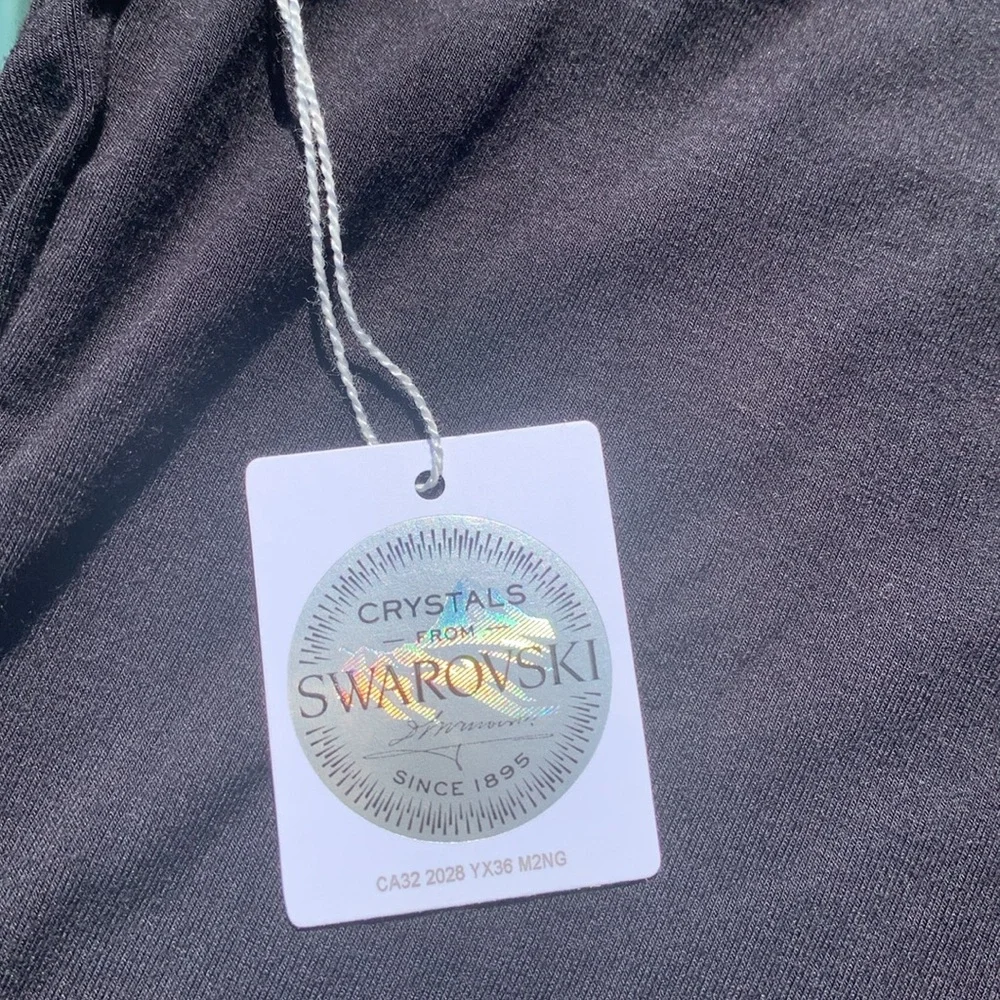 CRYSTALS
— FROM —
SWAROVSKI
SINCE 1895
CA32 2028 YX36 M2NG